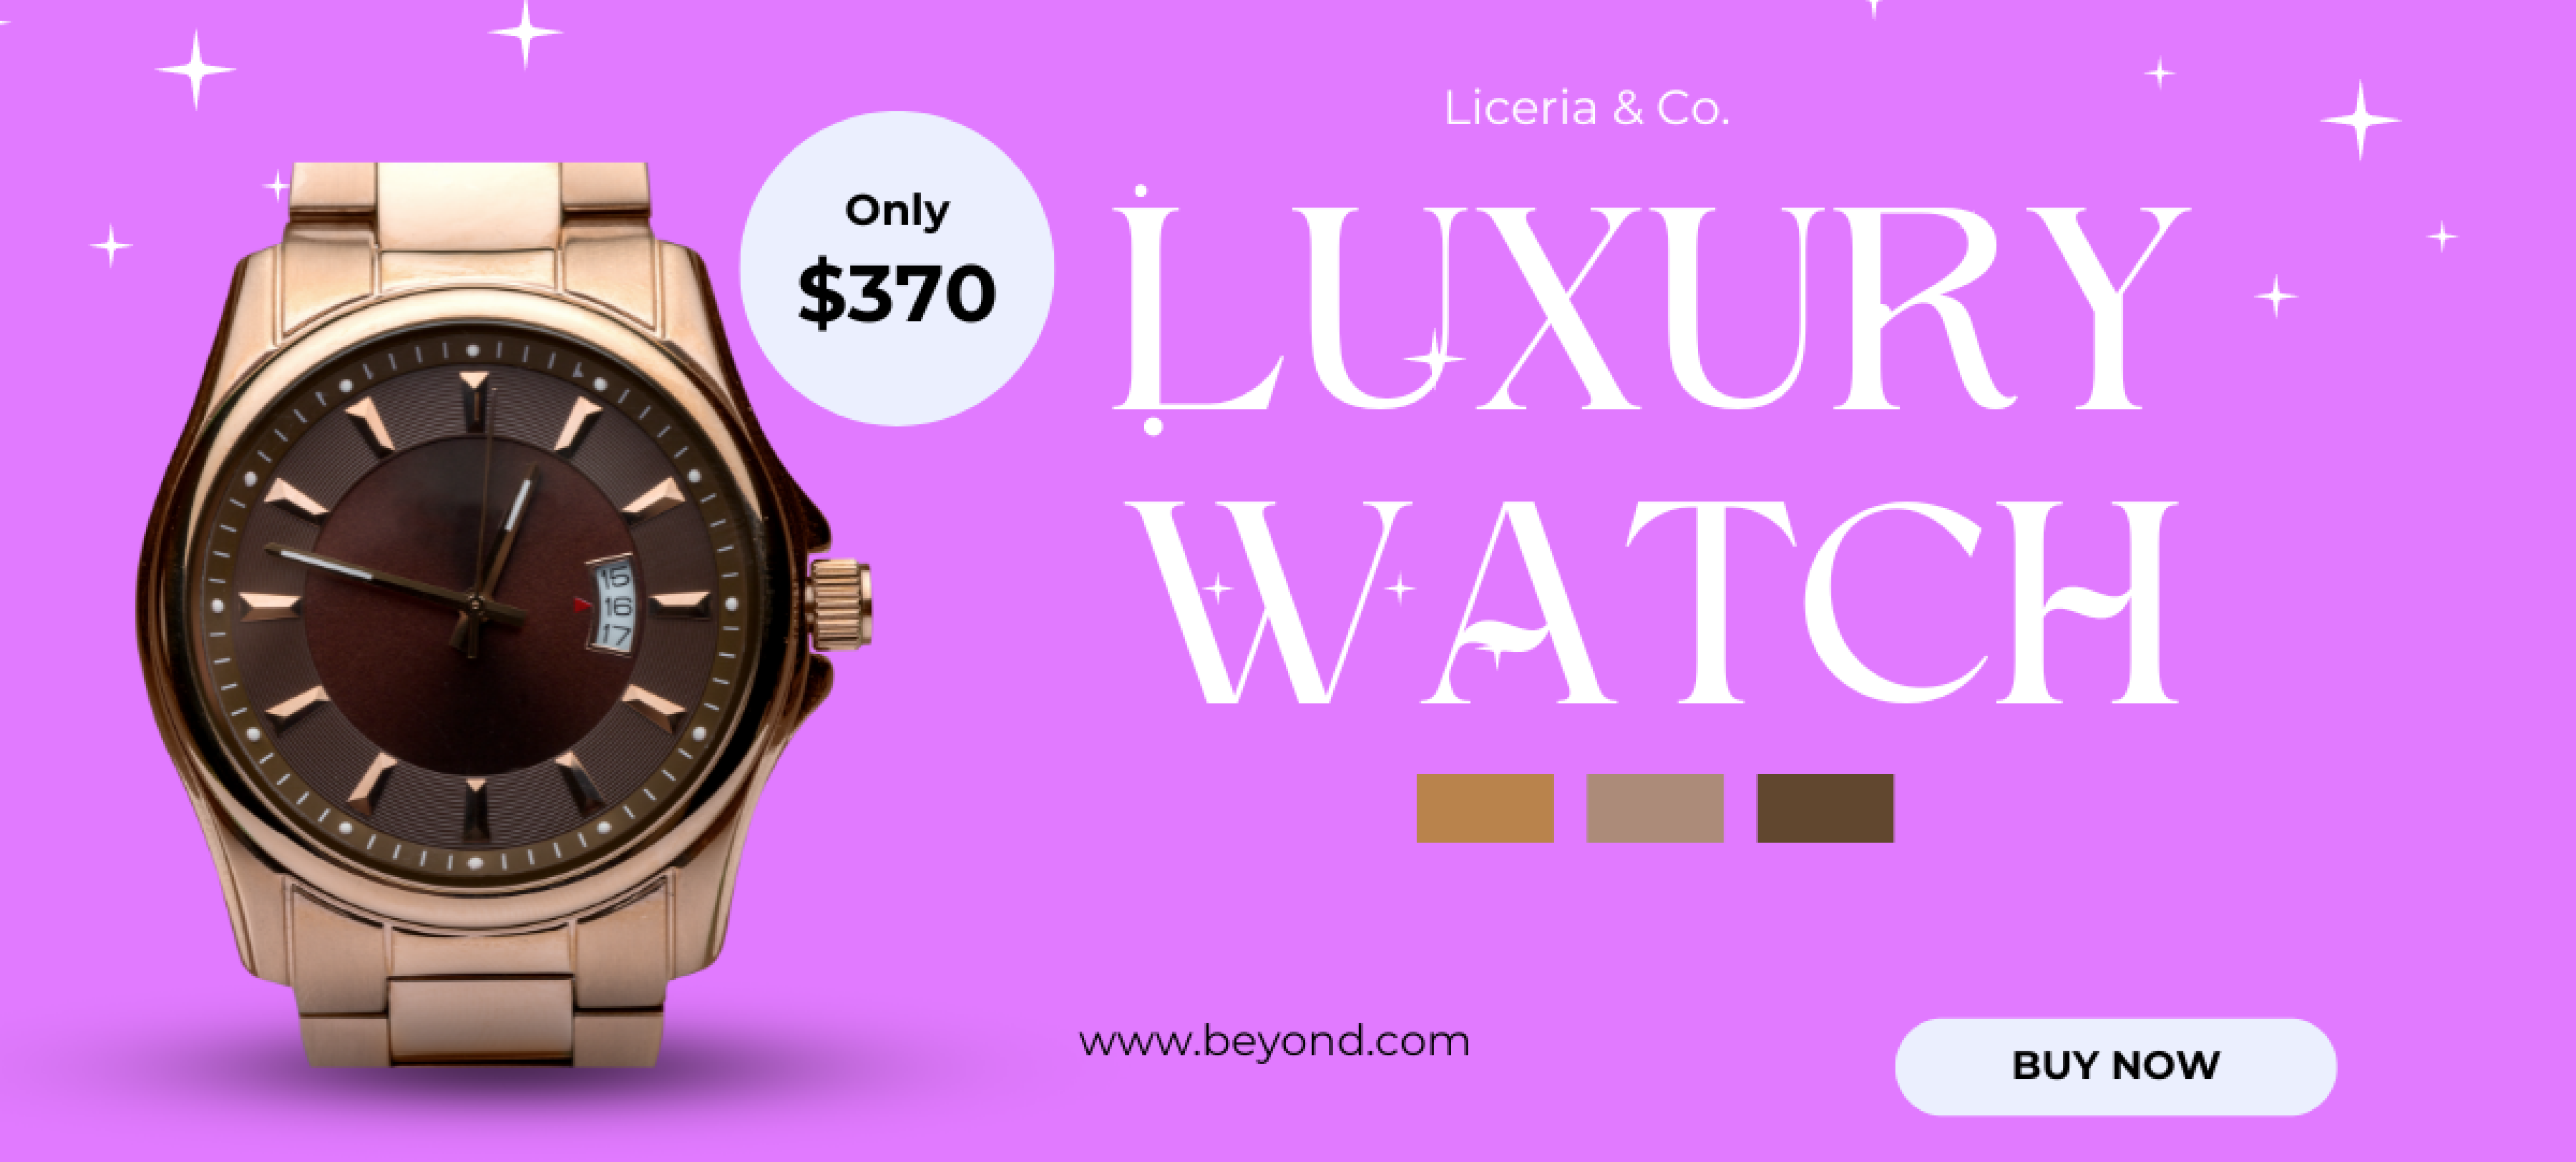 Liceria & Co.
Only
$370
LUXURY
WATCH
15
16
17
www.beyond.com
BUY NOW